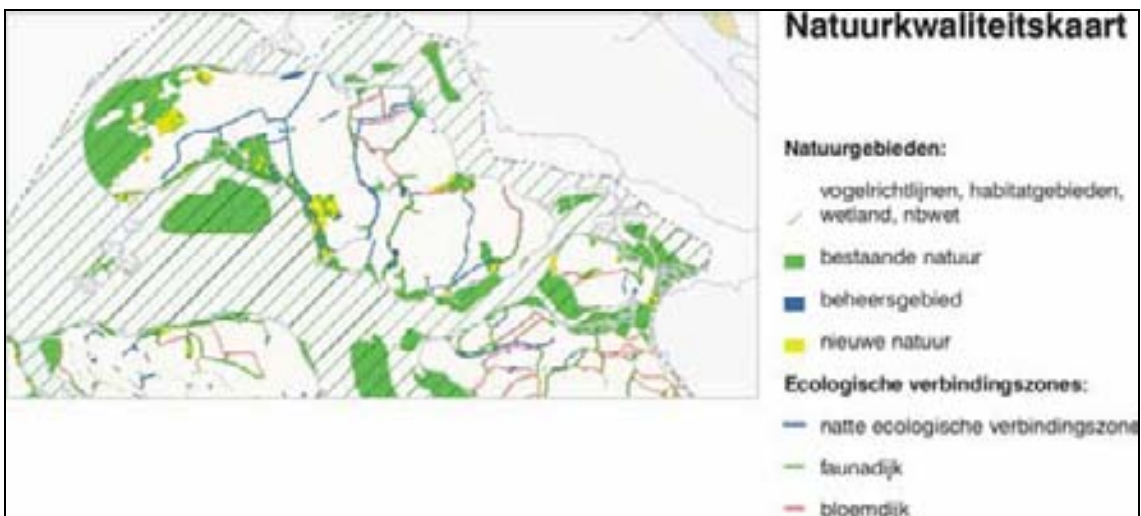 Natuurkwaliteitskaart
Natuurgebieden:
vogelrichtlijnen, habitatgebieden,
wetland, nbwet
bestaande natuur
beheersgebied
nieuwe natuur
Ecologische verbindingszones:
natte ecologische verbindingszone
faunadijk
bloemdijk